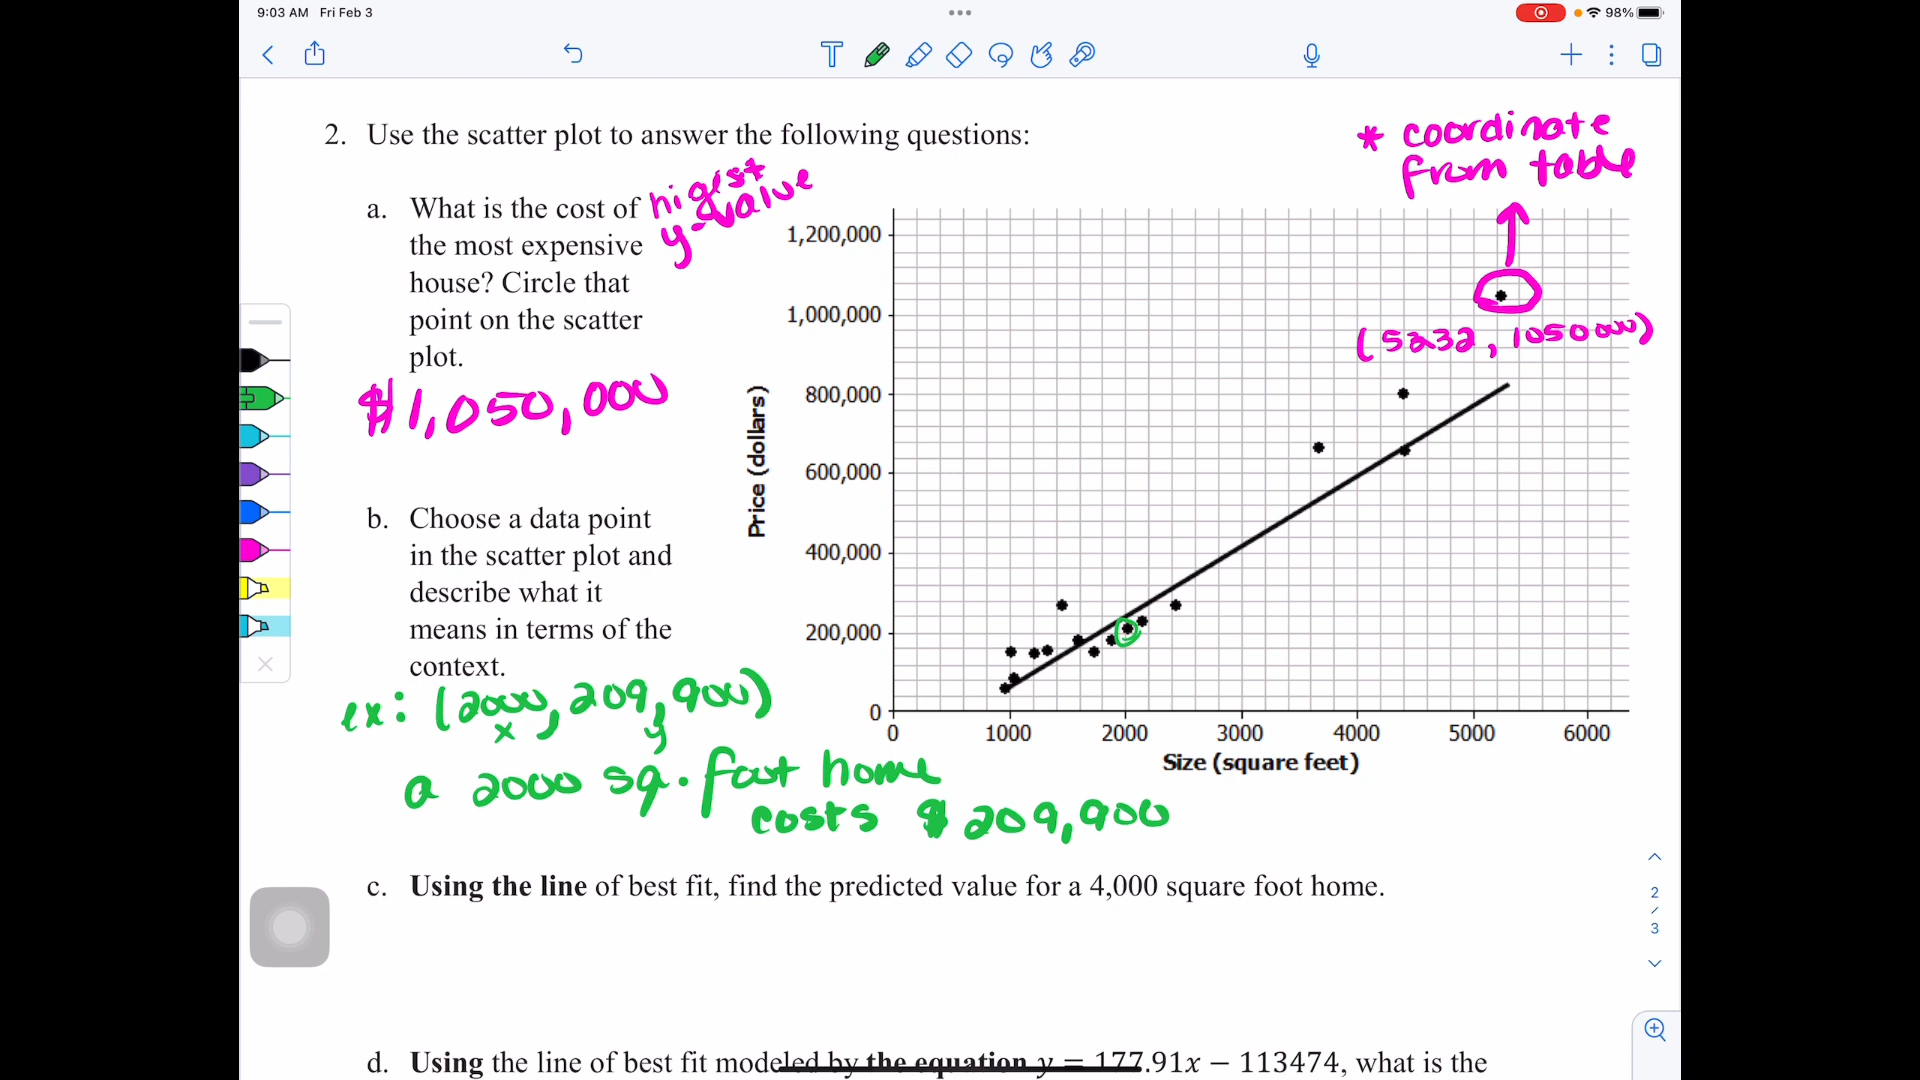 9:03 AM Fri Feb 3
98%
2. Use the scatter plot to answer the following questions:
* coordinate
from table
a. What is the cost of
the most expensive
house? Circle that
point on the scatter
plot.
higest
y-value
$1,050,000
b. Choose a data point
in the scatter plot and
describe what it
means in terms of the
context.
ex: (2000, 209,900)
x y
a 2000 sq. foot home
costs $209,900
Price (dollars)
1,200,000
1,000,000
800,000
600,000
400,000
200,000
0
(5232, 1050000)
0 1000 2000 3000 4000 5000 6000
Size (square feet)
c. Using the line of best fit, find the predicted value for a 4,000 square foot home.
d. Using the line of best fit modeled by the equation y = 177.91x − 113474, what is the
2
/
3